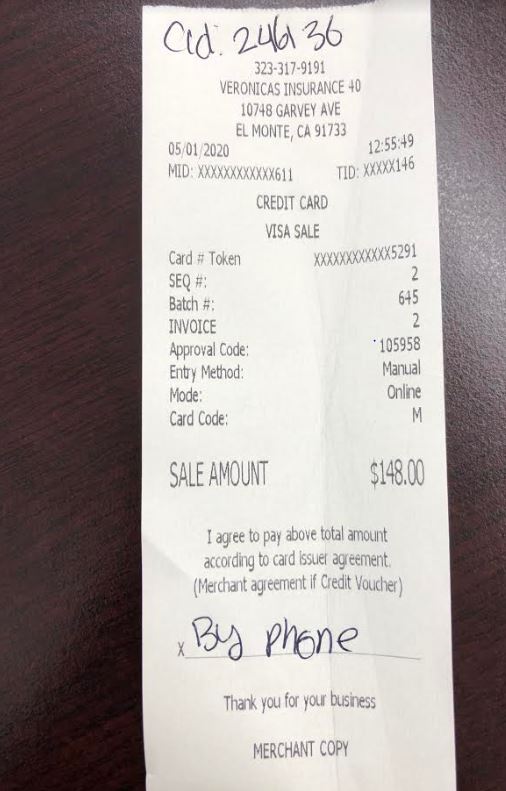 Cid. 246136
323-317-9191
VERONICAS INSURANCE 40
10748 GARVEY AVE
EL MONTE, CA 91733
05/01/2020 12:55:49
MID: XXXXXXXXXXXX611 TID: XXXXX146
CREDIT CARD
VISA SALE
Card # Token XXXXXXXXXXXX5291
SEQ #: 2
Batch #: 645
INVOICE 2
Approval Code: 105958
Entry Method: Manual
Mode: Online
Card Code: M
SALE AMOUNT $148.00
I agree to pay above total amount
according to card issuer agreement.
(Merchant agreement if Credit Voucher)
x By phone
Thank you for your business
MERCHANT COPY